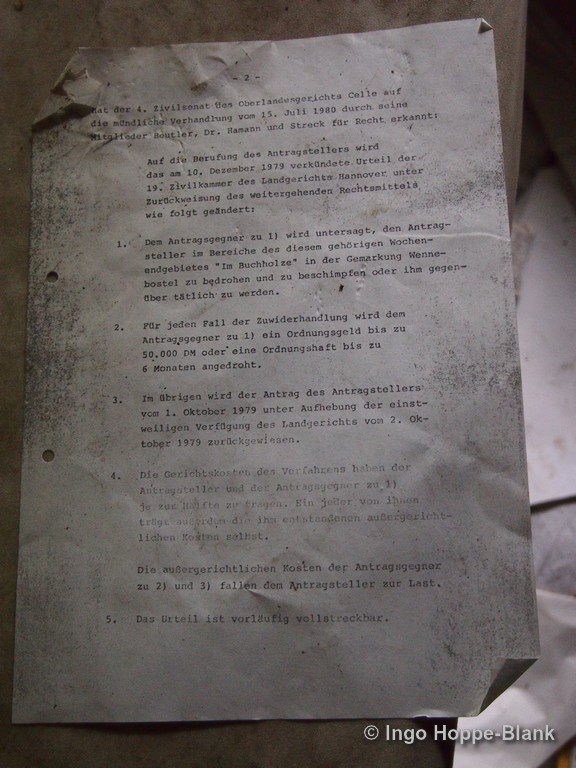 - 2 -
hat der 4. Zivilsenat des Oberlandesgerichts Celle auf
die mündliche Verhandlung vom 15. Juli 1980 durch seine
Mitglieder Beutler, Dr. Hamann und Streck für Recht erkannt:
Auf die Berufung des Antragstellers wird
das am 10. Dezember 1979 verkündete Urteil der
19. Zivilkammer des Landgerichts Hannover unter
Zurückweisung des weitergehenden Rechtsmittels
wie folgt geändert:
1. Dem Antragsgegner zu 1) wird untersagt, den Antrag-
steller im Bereiche des diesem gehörigen Wochen-
endgebietes "Im Buchholze" in der Gemarkung Wenne-
bostel zu bedrohen und zu beschimpfen oder ihm gegen-
über tätlich zu werden.
2. Für jeden Fall der Zuwiderhandlung wird dem
Antragsgegner zu 1) ein Ordnungsgeld bis zu
50.000 DM oder eine Ordnungshaft bis zu
6 Monaten angedroht.
3. Im übrigen wird der Antrag des Antragstellers
vom 1. Oktober 1979 unter Aufhebung der einst-
weiligen Verfügung des Landgerichts vom 2. Ok-
tober 1979 zurückgewiesen.
4. Die Gerichtskosten des Verfahrens haben der
Antragsteller und der Antragsgegner zu 1)
je zur Hälfte zu tragen. Ein jeder von ihnen
trägt außerdem die ihm entstandenen außergericht-
lichen Kosten selbst.
Die außergerichtlichen Kosten der Antragsgegner
zu 2) und 3) fallen dem Antragsteller zur Last.
5. Das Urteil ist vorläufig vollstreckbar.
© Ingo Hoppe-Blank